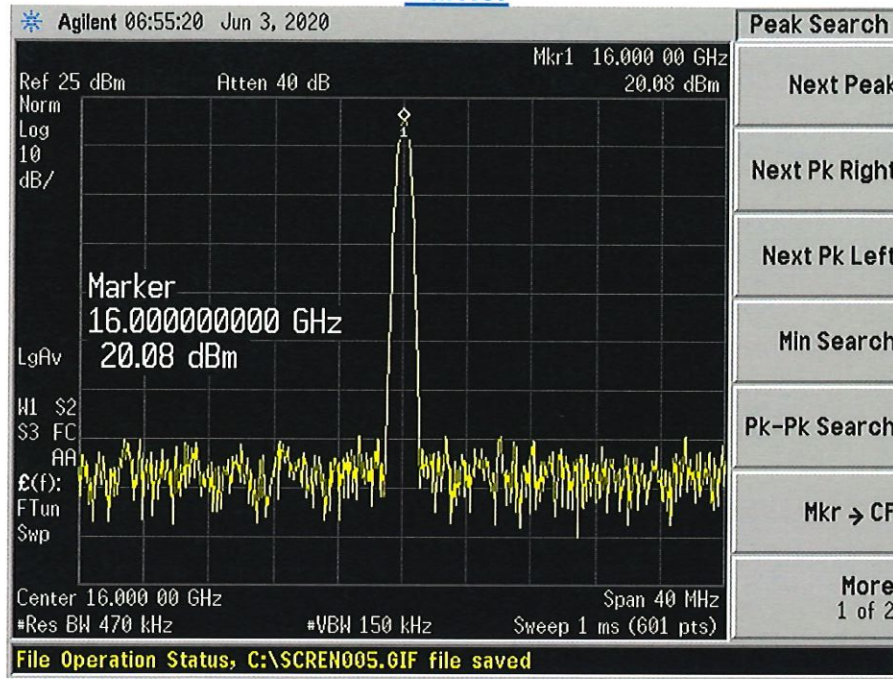 Agilent 06:55:20 Jun 3, 2020
Peak Search
Mkr1 16.000 00 GHz
Ref 25 dBm Atten 40 dB 20.08 dBm
Norm
Log
10
dB/
1
Marker
16.000000000 GHz
20.08 dBm
LgAv
W1 S2
S3 FC
AA
£(f):
FTun
Swp
Center 16.000 00 GHz Span 40 MHz
#Res BW 470 kHz #VBW 150 kHz Sweep 1 ms (601 pts)
File Operation Status, C:\SCREN005.GIF file saved
Next Peak
Next Pk Right
Next Pk Left
Min Search
Pk-Pk Search
Mkr → CF
More
1 of 2